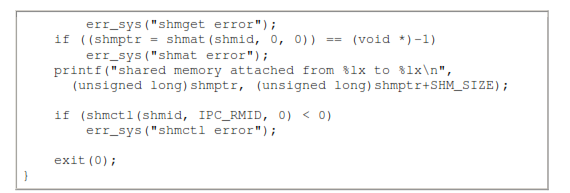 err_sys("shmget error");
    if ((shmptr = shmat(shmid, 0, 0)) == (void *)-1)
        err_sys("shmat error");
    printf("shared memory attached from %lx to %lx\n",
      (unsigned long)shmptr, (unsigned long)shmptr+SHM_SIZE);

    if (shmctl(shmid, IPC_RMID, 0) < 0)
        err_sys("shmctl error");

    exit(0);
}